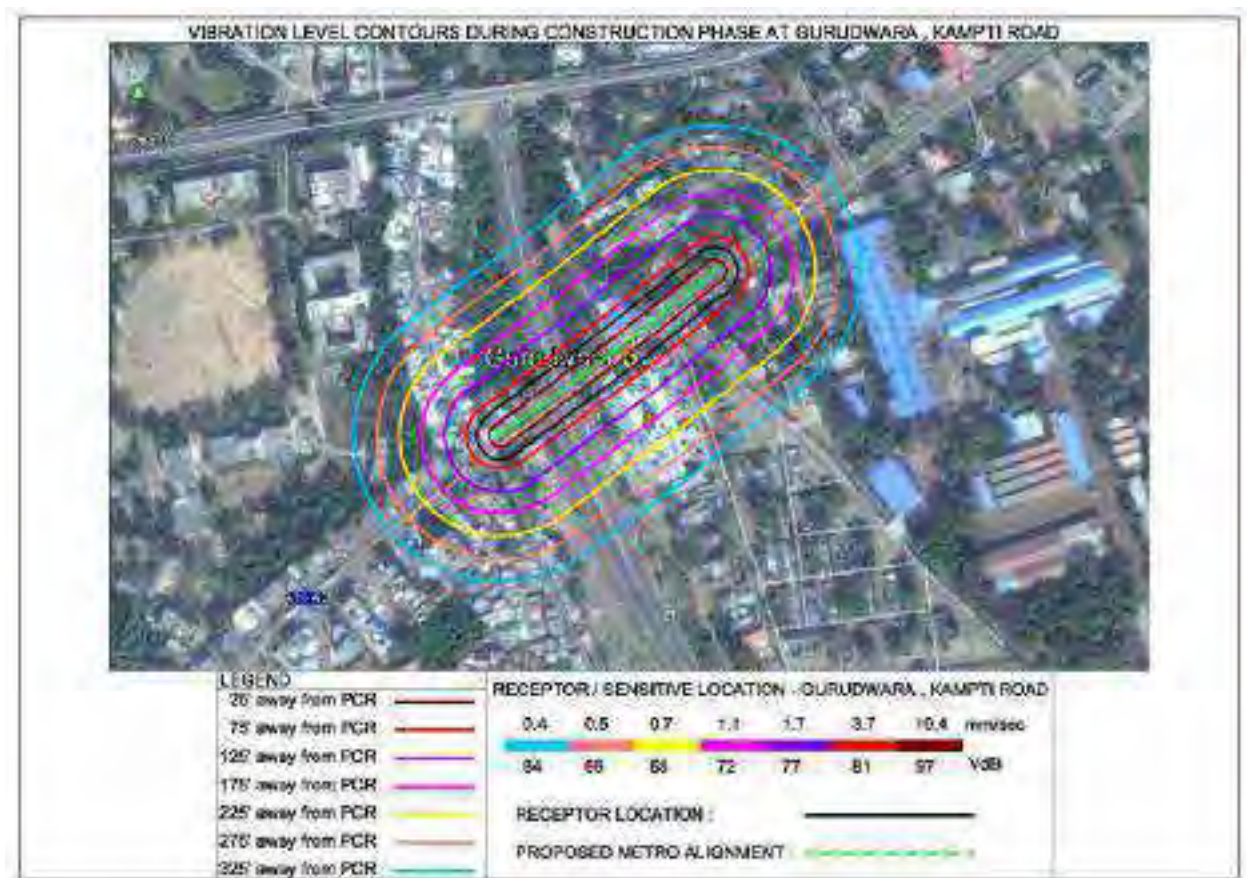 VIBRATION LEVEL CONTOURS DURING CONSTRUCTION PHASE AT GURUDWARA , KAMPTI ROAD
LEGEND
25' away from PCR
75' away from PCR
125' away from PCR
175' away from PCR
225' away from PCR
275' away from PCR
325' away from PCR
RECEPTOR / SENSITIVE LOCATION - GURUDWARA , KAMPTI ROAD
0.4 0.5 0.7 1.1 1.7 3.7 19.4 mm/sec
64 66 68 72 77 81 97 VdB
RECEPTOR LOCATION :
PROPOSED METRO ALIGNMENT :